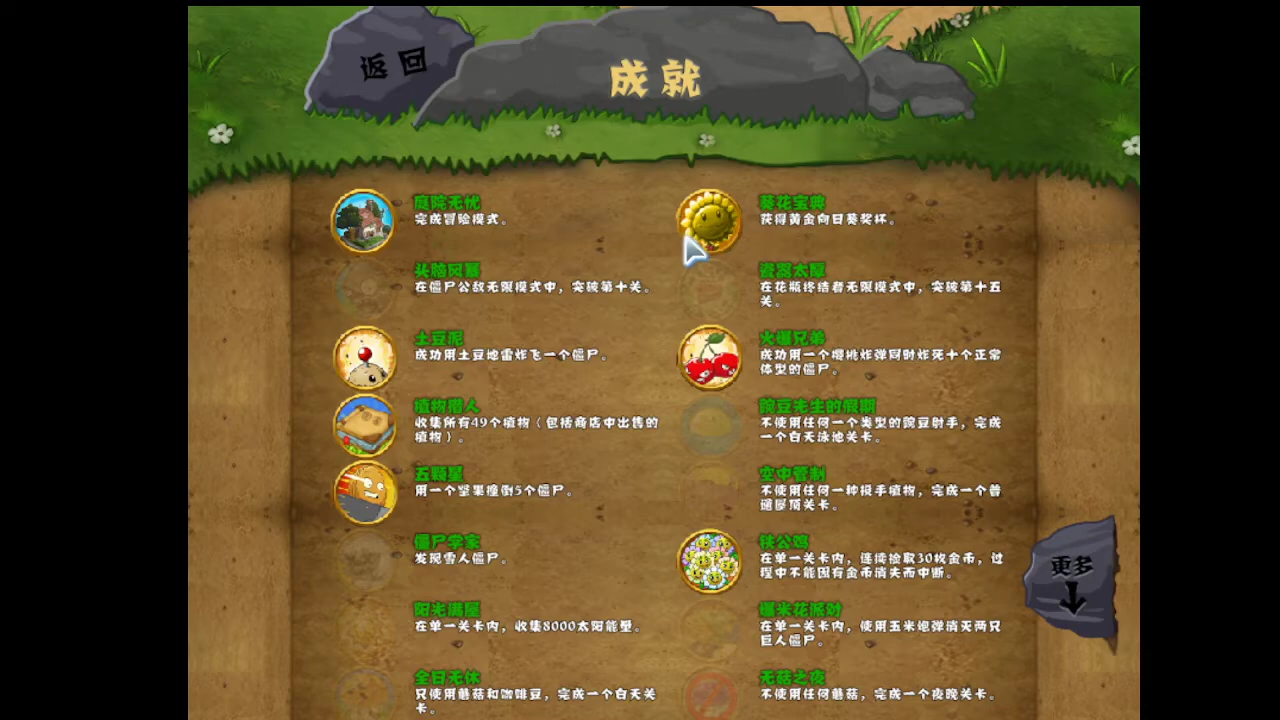 返回
成就
庭院无忧
完成冒险模式。
葵花宝典
获得黄金向日葵奖杯。
头脑风暴
在僵尸公敌无限模式中，突破第十关。
瓷器大厦
在花瓶终结者无限模式中，突破第十五
关。
土豆泥
成功用土豆地雷炸飞一个僵尸。
火爆兄弟
成功用一个樱桃炸弹同时炸死十个正常
体型的僵尸。
植物猎人
收集所有49个植物（包括商店中出售的
植物）。
豌豆先生的假期
不使用任何一个类型的豌豆射手，完成
一个白天泳池关卡。
五颗星
用一个坚果撞倒5个僵尸。
空中管制
不使用任何一种投手植物，完成一个普
通屋顶关卡。
僵尸学家
发现雪人僵尸。
铁公鸡
在单一关卡内，连续捡取30枚金币，过
程中不能因有金币消失而中断。
阳光满屋
在单一关卡内，收集8000太阳能量。
爆米花派对
在单一关卡内，使用玉米炮弹消灭两只
巨人僵尸。
更多
全日无休
只使用蘑菇和咖啡豆，完成一个白天关
卡。
无菇之夜
不使用任何蘑菇，完成一个夜晚关卡。